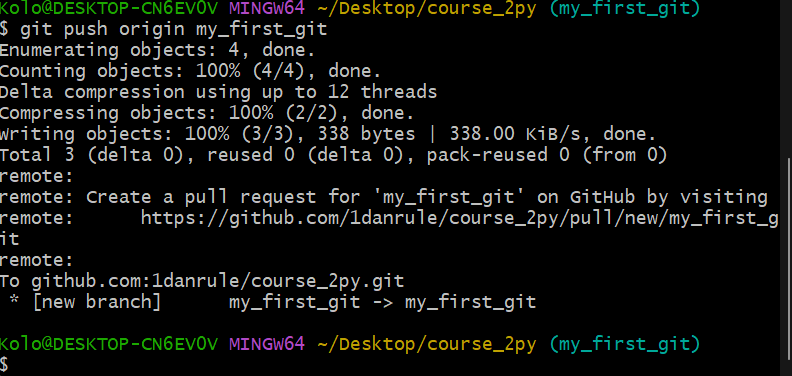 Kolo@DESKTOP-CN6EV0V MINGW64 ~/Desktop/course_2py (my_first_git)
$ git push origin my_first_git
Enumerating objects: 4, done.
Counting objects: 100% (4/4), done.
Delta compression using up to 12 threads
Compressing objects: 100% (2/2), done.
Writing objects: 100% (3/3), 338 bytes | 338.00 KiB/s, done.
Total 3 (delta 0), reused 0 (delta 0), pack-reused 0 (from 0)
remote:
remote: Create a pull request for 'my_first_git' on GitHub by visiting
remote:      https://github.com/1danrule/course_2py/pull/new/my_first_g
it
remote:
To github.com:1danrule/course_2py.git
 * [new branch]      my_first_git -> my_first_git
Kolo@DESKTOP-CN6EV0V MINGW64 ~/Desktop/course_2py (my_first_git)
$